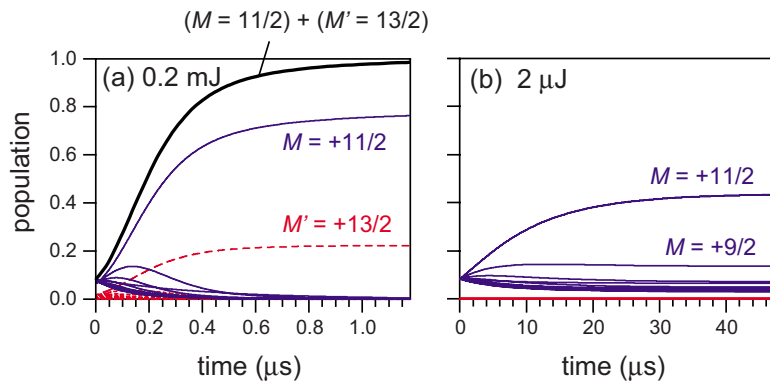 (M = 11/2) + (M' = 13/2)
(a) 0.2 mJ
(b) 2 μJ
1.0
0.8
0.6
0.4
0.2
0.0
population
M = +11/2
M' = +13/2
M = +11/2
M = +9/2
0 0.2 0.4 0.6 0.8 1.0
0 10 20 30 40
time (μs)
time (μs)